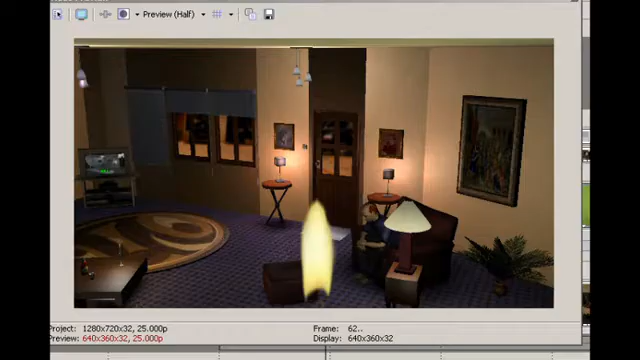 Preview (Half)
Project: 1280x720x32, 25.000p
Frame: 62..
Preview: 640x360x32, 25.000p
Display: 640x360x32